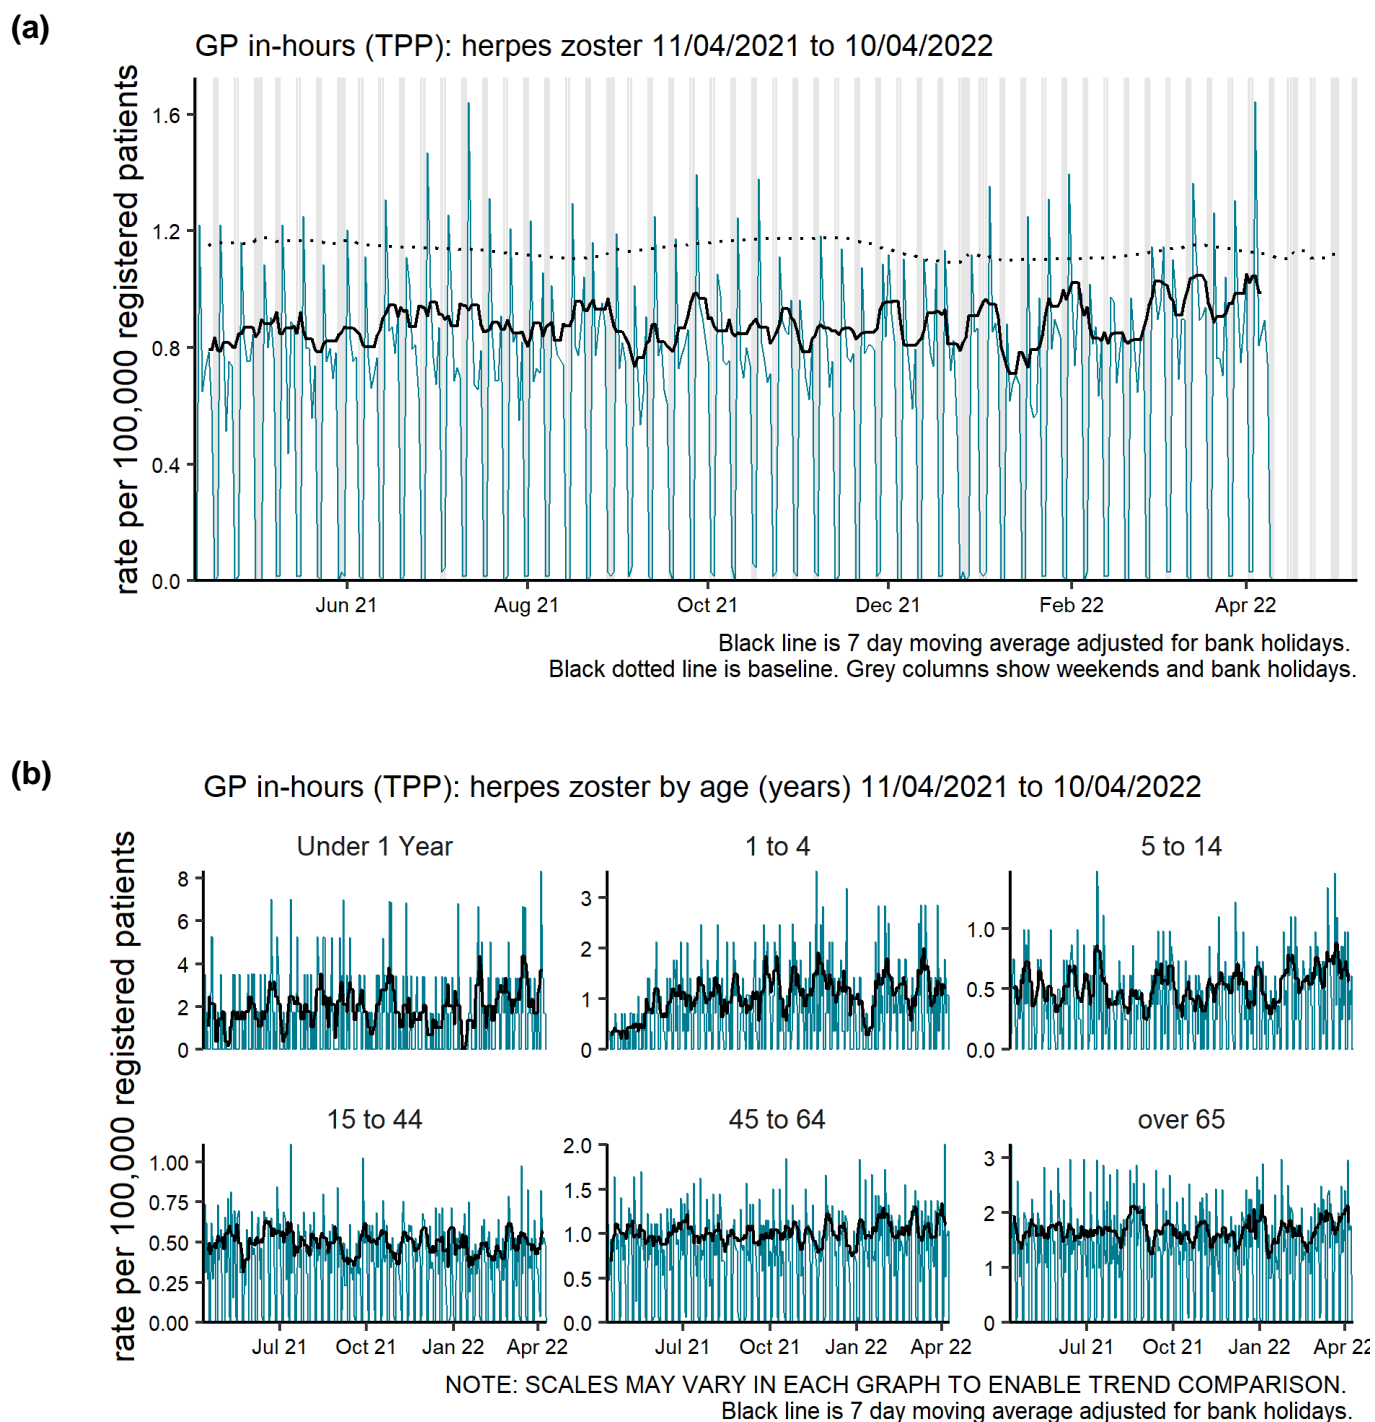 (a)
GP in-hours (TPP): herpes zoster 11/04/2021 to 10/04/2022
rate per 100,000 registered patients
1.6
1.2
0.8
0.4
0.0
Jun 21 Aug 21 Oct 21 Dec 21 Feb 22 Apr 22
Black line is 7 day moving average adjusted for bank holidays.
Black dotted line is baseline. Grey columns show weekends and bank holidays.
(b)
GP in-hours (TPP): herpes zoster by age (years) 11/04/2021 to 10/04/2022
rate per 100,000 registered patients
Under 1 Year
8
6
4
2
0
1 to 4
3
2
1
0
5 to 14
1.0
0.5
0.0
15 to 44
1.00
0.75
0.50
0.25
0.00
Jul 21 Oct 21 Jan 22 Apr 22
45 to 64
2.0
1.5
1.0
0.5
0.0
Jul 21 Oct 21 Jan 22 Apr 22
over 65
3
2
1
0
Jul 21 Oct 21 Jan 22 Apr 22
NOTE: SCALES MAY VARY IN EACH GRAPH TO ENABLE TREND COMPARISON.
Black line is 7 day moving average adjusted for bank holidays.